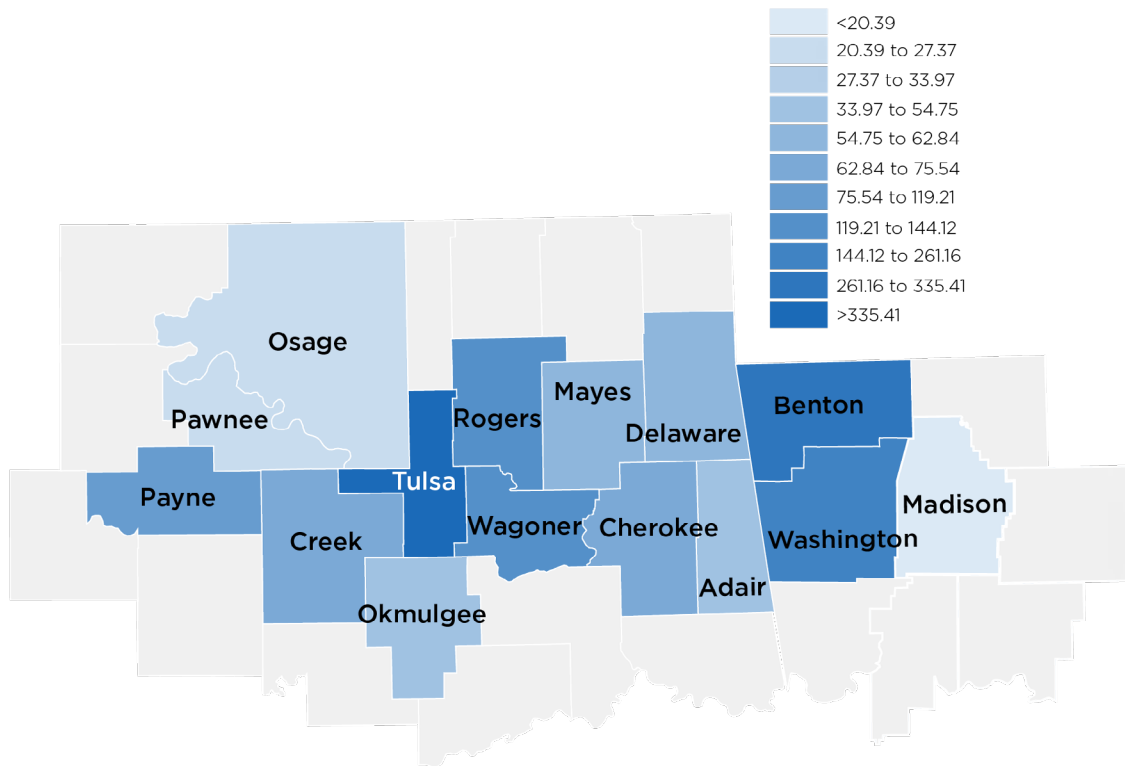 <20.39
20.39 to 27.37
27.37 to 33.97
33.97 to 54.75
54.75 to 62.84
62.84 to 75.54
75.54 to 119.21
119.21 to 144.12
144.12 to 261.16
261.16 to 335.41
>335.41
Osage
Pawnee
Payne
Creek
Okmulgee
Tulsa
Rogers
Wagoner
Mayes
Delaware
Cherokee
Adair
Benton
Washington
Madison